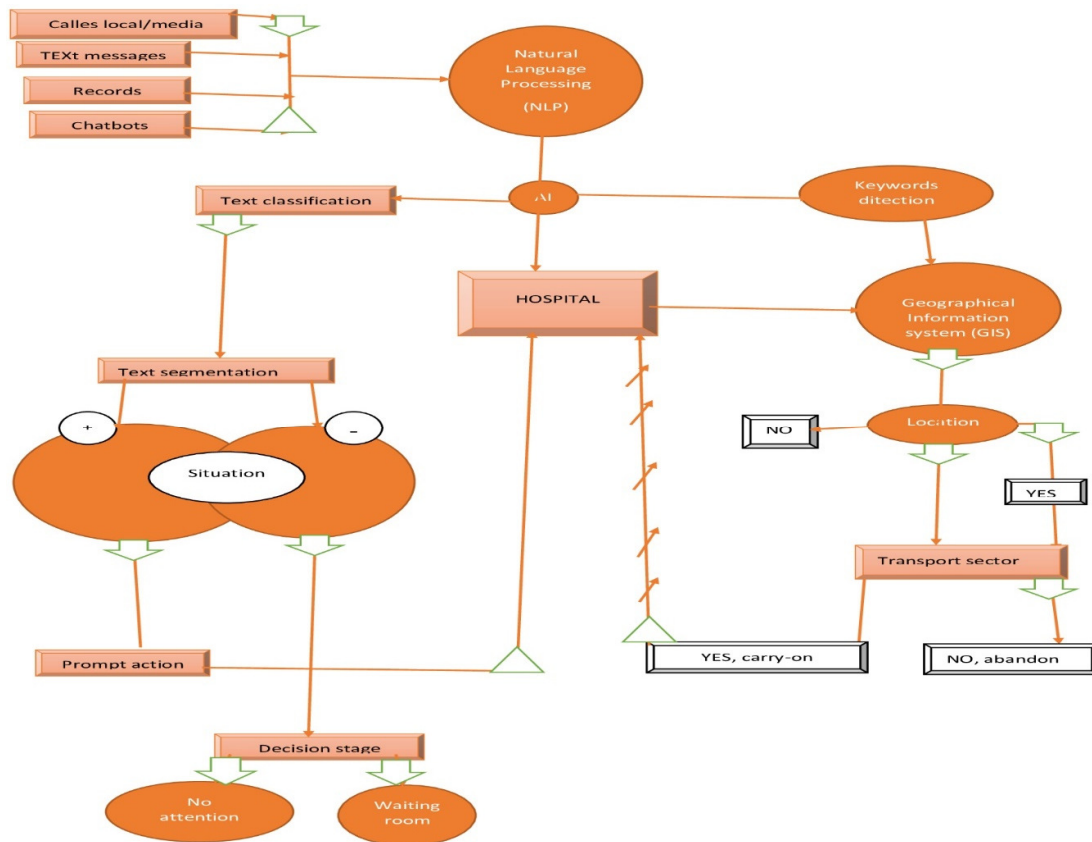 Calles local/media
TEXt messages
Records
Chatbots
Natural
Language
Processing
(NLP)
AI
Text classification
Keywords
ditection
HOSPITAL
Geographical
Information
system (GIS)
Text segmentation
+
-
Situation
NO
Location
YES
Transport sector
Prompt action
YES, carry-on
NO, abandon
Decision stage
No
attention
Waiting
room